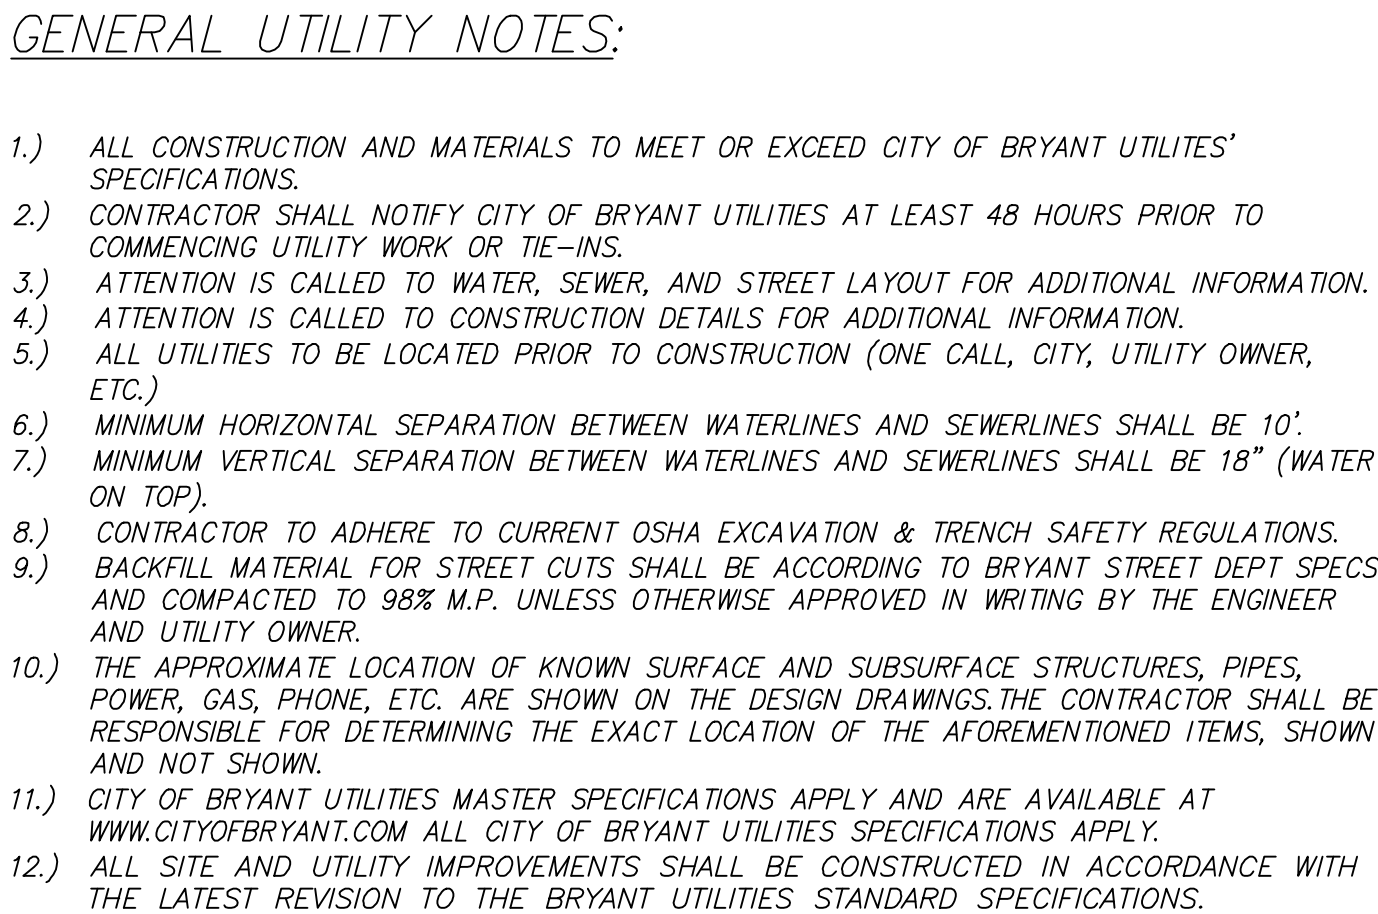 GENERAL UTILITY NOTES:
1.) ALL CONSTRUCTION AND MATERIALS TO MEET OR EXCEED CITY OF BRYANT UTILITES'
SPECIFICATIONS.
2.) CONTRACTOR SHALL NOTIFY CITY OF BRYANT UTILITIES AT LEAST 48 HOURS PRIOR TO
COMMENCING UTILITY WORK OR TIE-INS.
3.) ATTENTION IS CALLED TO WATER, SEWER, AND STREET LAYOUT FOR ADDITIONAL INFORMATION.
4.) ATTENTION IS CALLED TO CONSTRUCTION DETAILS FOR ADDITIONAL INFORMATION.
5.) ALL UTILITIES TO BE LOCATED PRIOR TO CONSTRUCTION (ONE CALL, CITY, UTILITY OWNER,
ETC.)
6.) MINIMUM HORIZONTAL SEPARATION BETWEEN WATERLINES AND SEWERLINES SHALL BE 10'.
7.) MINIMUM VERTICAL SEPARATION BETWEEN WATERLINES AND SEWERLINES SHALL BE 18" (WATER
ON TOP).
8.) CONTRACTOR TO ADHERE TO CURRENT OSHA EXCAVATION & TRENCH SAFETY REGULATIONS.
9.) BACKFILL MATERIAL FOR STREET CUTS SHALL BE ACCORDING TO BRYANT STREET DEPT SPECS
AND COMPACTED TO 98% M.P. UNLESS OTHERWISE APPROVED IN WRITING BY THE ENGINEER
AND UTILITY OWNER.
10.) THE APPROXIMATE LOCATION OF KNOWN SURFACE AND SUBSURFACE STRUCTURES, PIPES,
POWER, GAS, PHONE, ETC. ARE SHOWN ON THE DESIGN DRAWINGS.THE CONTRACTOR SHALL BE
RESPONSIBLE FOR DETERMINING THE EXACT LOCATION OF THE AFOREMENTIONED ITEMS, SHOWN
AND NOT SHOWN.
11.) CITY OF BRYANT UTILITIES MASTER SPECIFICATIONS APPLY AND ARE AVAILABLE AT
WWW.CITYOFBRYANT.COM ALL CITY OF BRYANT UTILITIES SPECIFICATIONS APPLY.
12.) ALL SITE AND UTILITY IMPROVEMENTS SHALL BE CONSTRUCTED IN ACCORDANCE WITH
THE LATEST REVISION TO THE BRYANT UTILITIES STANDARD SPECIFICATIONS.